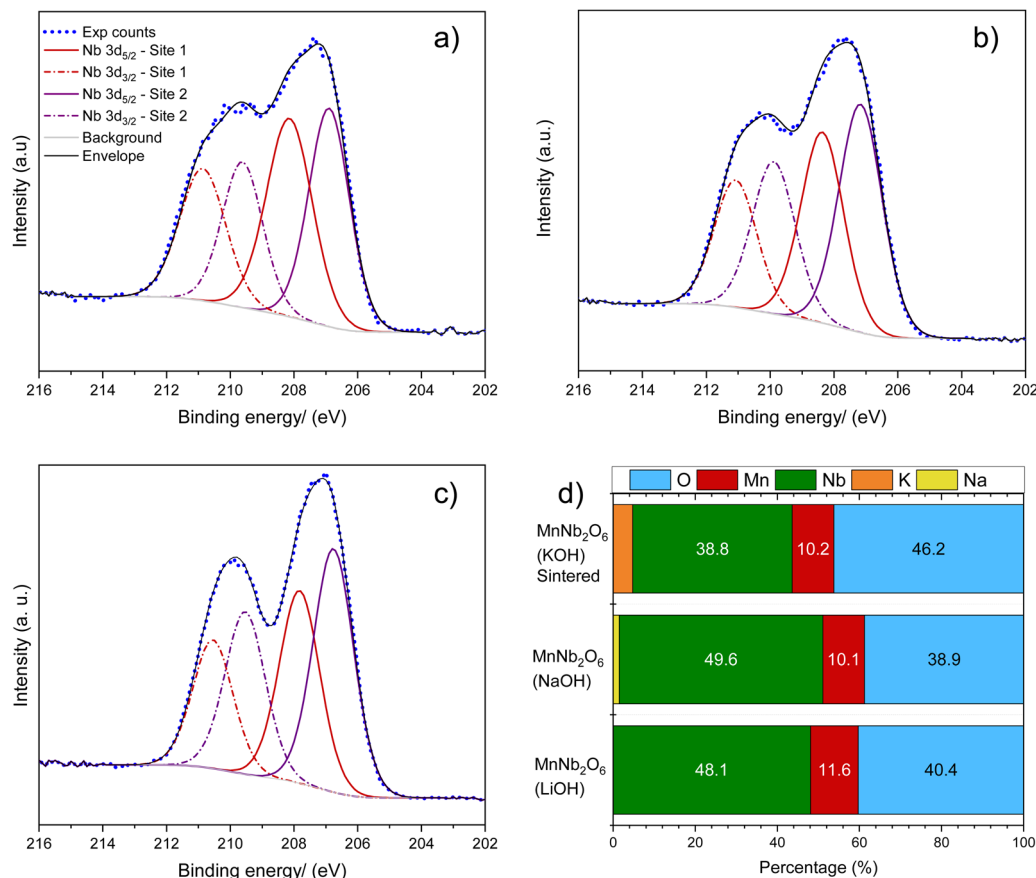 a)
Exp counts
Nb 3d5/2 - Site 1
Nb 3d3/2 - Site 1
Nb 3d5/2 - Site 2
Nb 3d3/2 - Site 2
Background
Envelope
Intensity (a.u)
216 214 212 210 208 206 204 202
Binding energy/ (eV)
b)
Intensity (a.u.)
216 214 212 210 208 206 204 202
Binding energy/ (eV)
c)
Intensity (a. u.)
216 214 212 210 208 206 204 202
Binding energy/ (eV)
d)
O Mn Nb K Na
MnNb2O6
(KOH)
Sintered
38.8 10.2 46.2
MnNb2O6
(NaOH)
49.6 10.1 38.9
MnNb2O6
(LiOH)
48.1 11.6 40.4
0 20 40 60 80 100
Percentage (%)